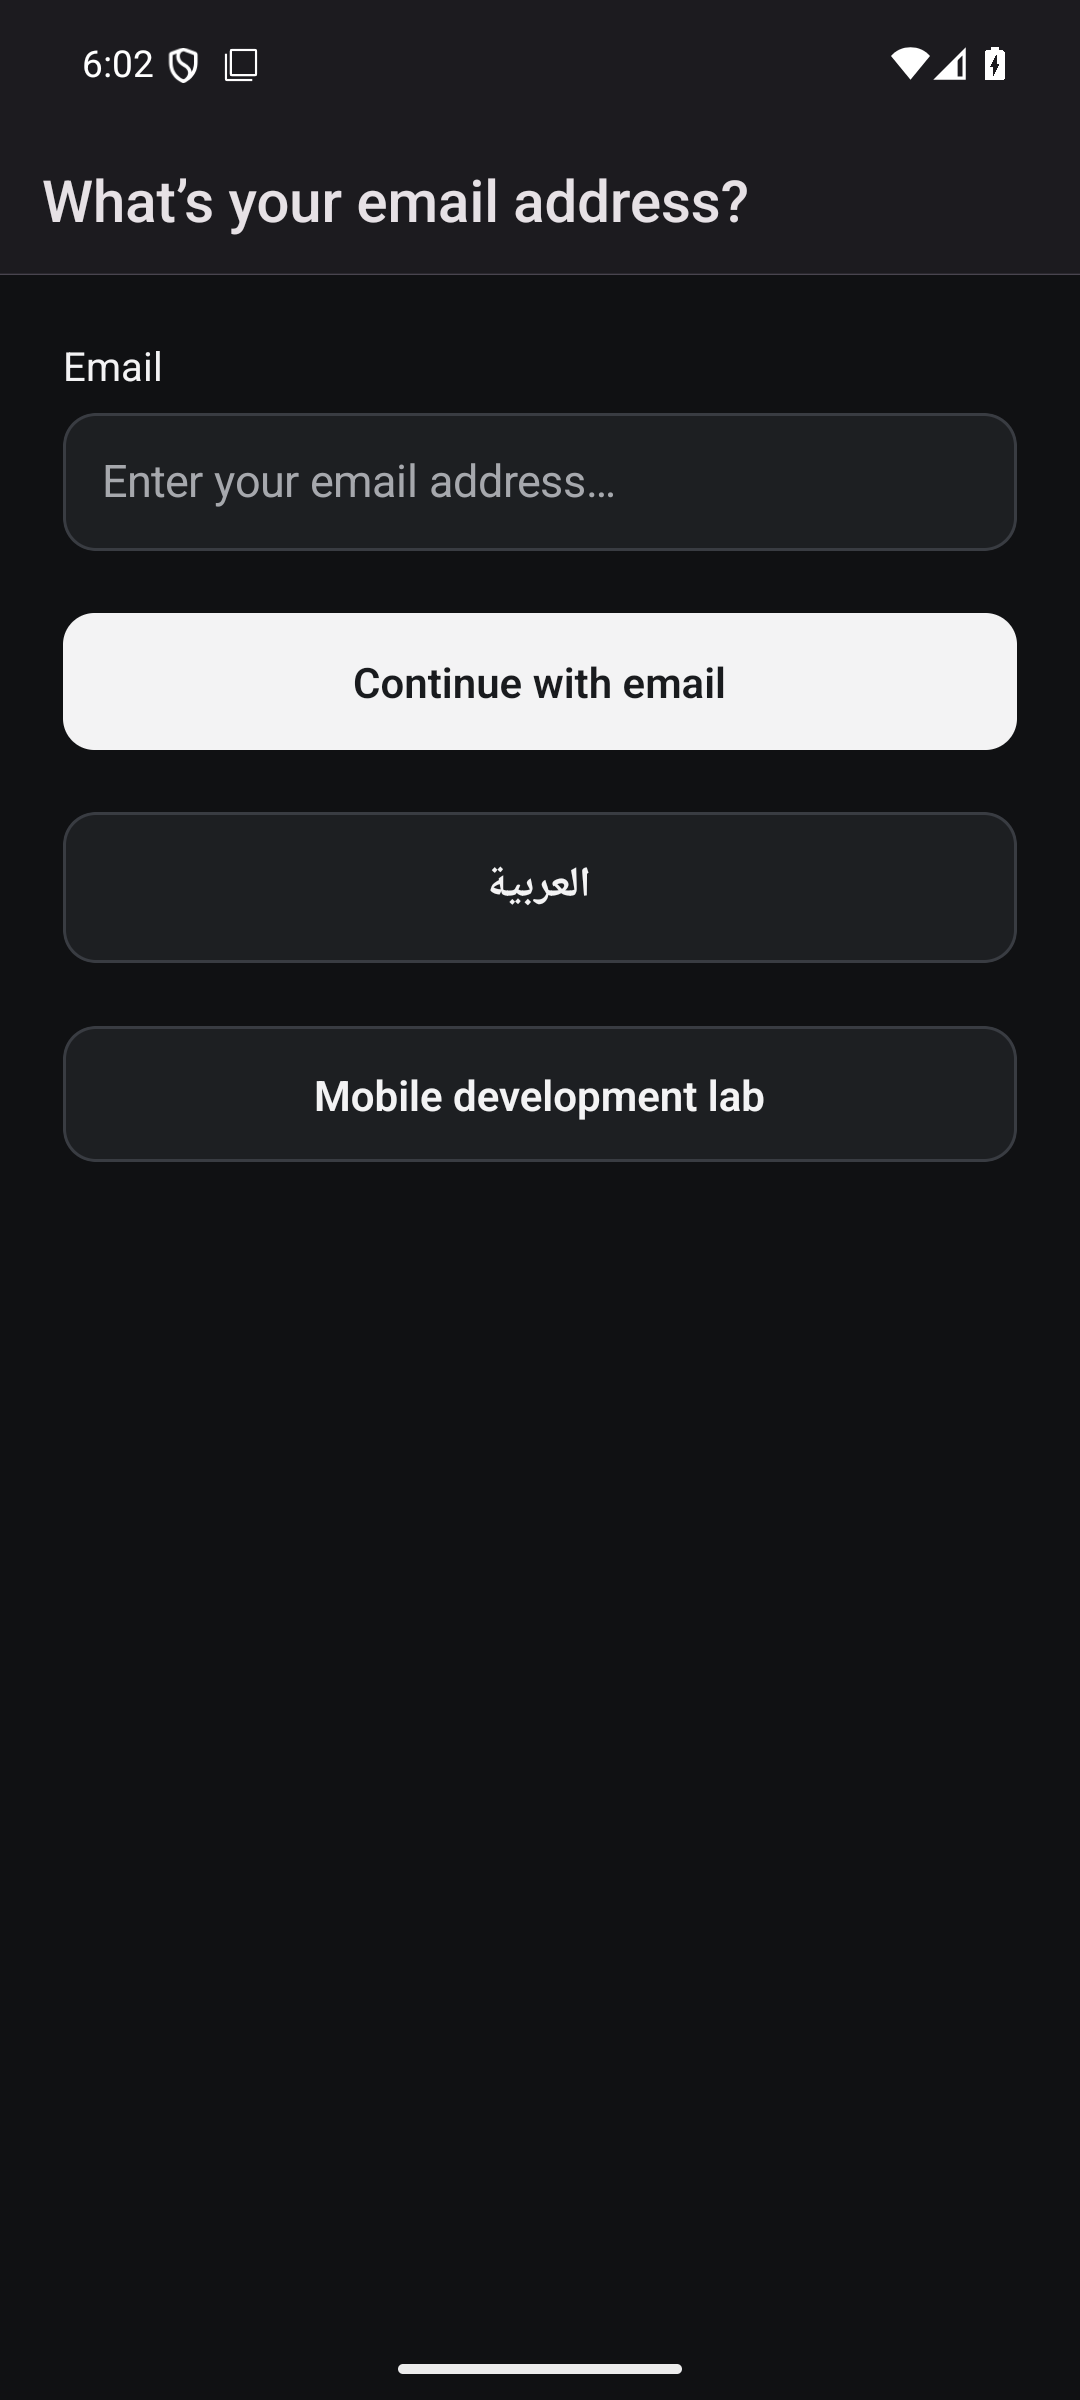 6:02
What’s your email address?
Email
Enter your email address…
Continue with email
العربية
Mobile development lab